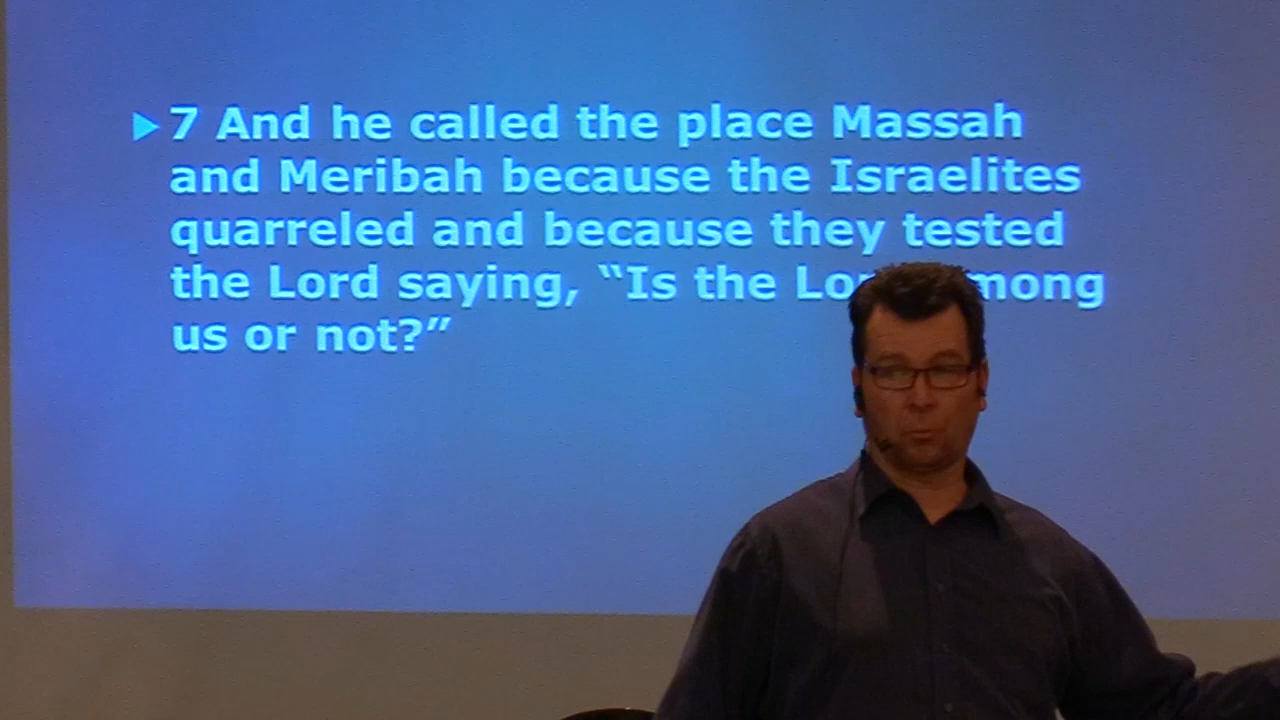 7 And he called the place Massah
and Meribah because the Israelites
quarreled and because they tested
the Lord saying, “Is the
us or not?”